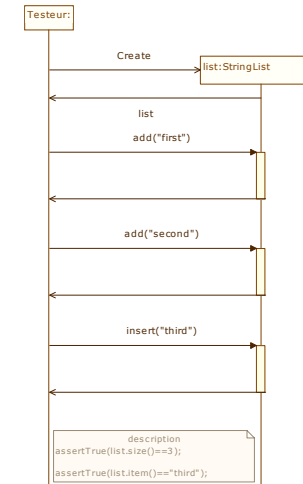 Testeur:
Create
list:StringList
list
add("first")
add("second")
insert("third")
description
assertTrue(list.size()==3);
assertTrue(list.item()=="third");